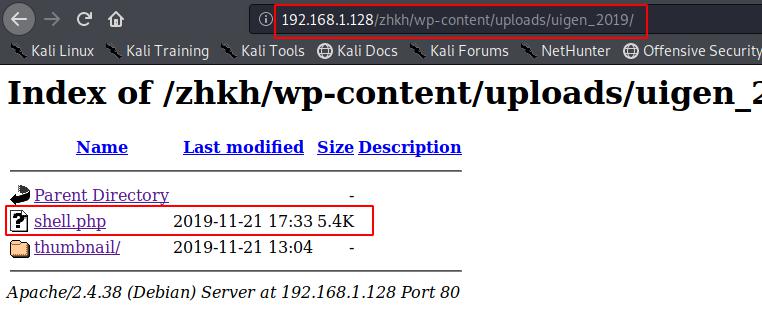 192.168.1.128/zhkh/wp-content/uploads/uigen_2019/
Kali Linux Kali Training Kali Tools Kali Docs Kali Forums NetHunter Offensive Security
Index of /zhkh/wp-content/uploads/uigen_2
Name Last modified Size Description
Parent Directory -
shell.php 2019-11-21 17:33 5.4K
thumbnail/ 2019-11-21 13:04 -
Apache/2.4.38 (Debian) Server at 192.168.1.128 Port 80